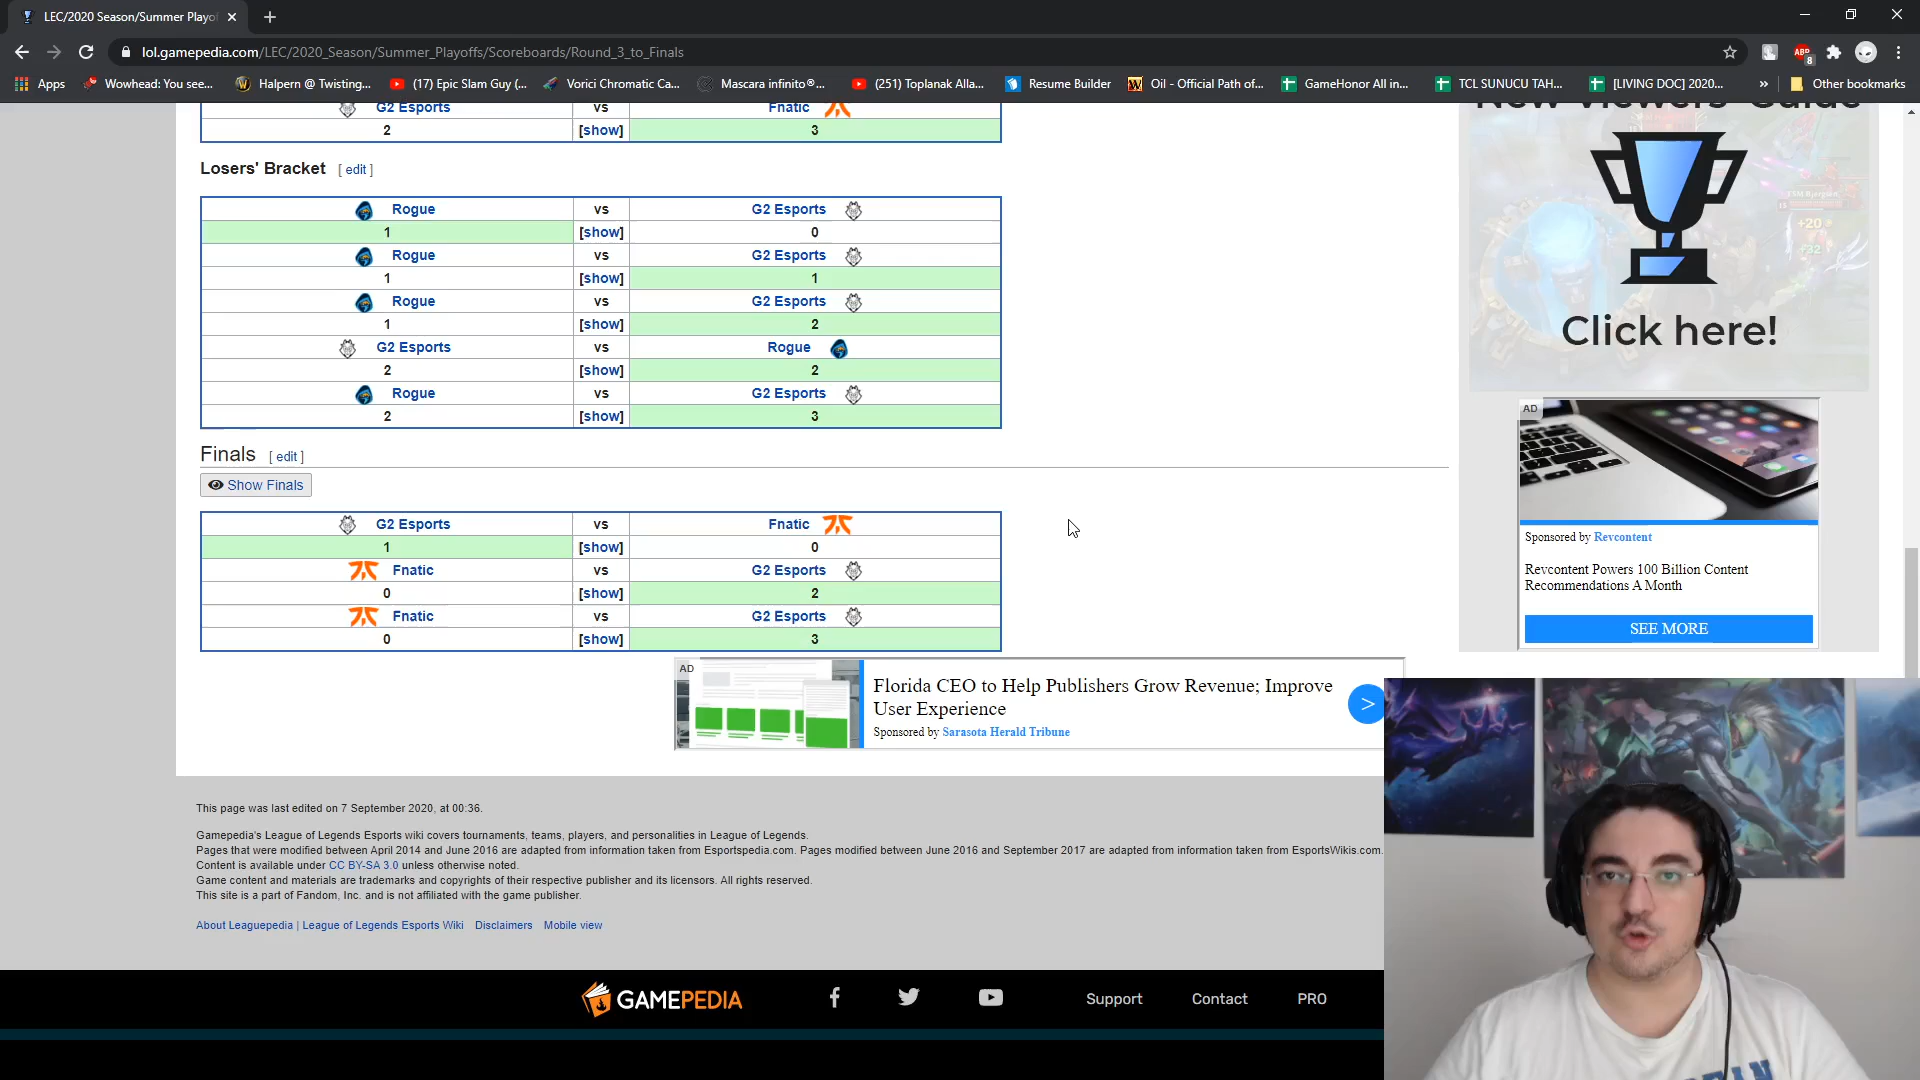 LEC/2020 Season/Summer Playof
lol.gamepedia.com/LEC/2020_Season/Summer_Playoffs/Scoreboards/Round_3_to_Finals
ABP
8
Apps
Wowhead: You see...
Halpern @ Twisting...
(17) Epic Slam Guy (...
Vorici Chromatic Ca...
Mascara infinito®...
(251) Toplanak Alla...
Resume Builder
Oil - Official Path of...
GameHonor All in...
TCL SUNUCU TAH...
[LIVING DOC] 2020...
»
Other bookmarks
G2 Esports vs Fnatic
2 [show] 3
Losers' Bracket [ edit ]
Rogue vs G2 Esports
1 [show] 0
Rogue vs G2 Esports
1 [show] 1
Rogue vs G2 Esports
1 [show] 2
G2 Esports vs Rogue
2 [show] 2
Rogue vs G2 Esports
2 [show] 3
Finals [ edit ]
Show Finals
G2 Esports vs Fnatic
1 [show] 0
Fnatic vs G2 Esports
0 [show] 2
Fnatic vs G2 Esports
0 [show] 3
New Viewers' Guide
+20
+32
Click here!
AD
Sponsored by Revcontent
Revcontent Powers 100 Billion Content
Recommendations A Month
SEE MORE
AD
Florida CEO to Help Publishers Grow Revenue; Improve
User Experience
Sponsored by Sarasota Herald Tribune
>
This page was last edited on 7 September 2020, at 00:36.
Gamepedia's League of Legends Esports wiki covers tournaments, teams, players, and personalities in League of Legends.
Pages that were modified between April 2014 and June 2016 are adapted from information taken from Esportspedia.com. Pages modified between June 2016 and September 2017 are adapted from information taken from EsportsWikis.com.
Content is available under CC BY-SA 3.0 unless otherwise noted.
Game content and materials are trademarks and copyrights of their respective publisher and its licensors. All rights reserved.
This site is a part of Fandom, Inc. and is not affiliated with the game publisher.
About Leaguepedia | League of Legends Esports Wiki Disclaimers Mobile view
GAMEPEDIA
Support
Contact
PRO